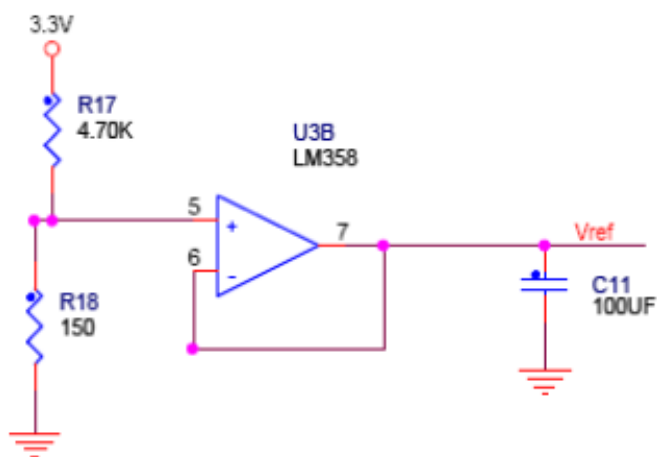 3.3V
R17
4.70K
U3B
LM358
5
+
7
Vref
6
-
R18
150
C11
100UF